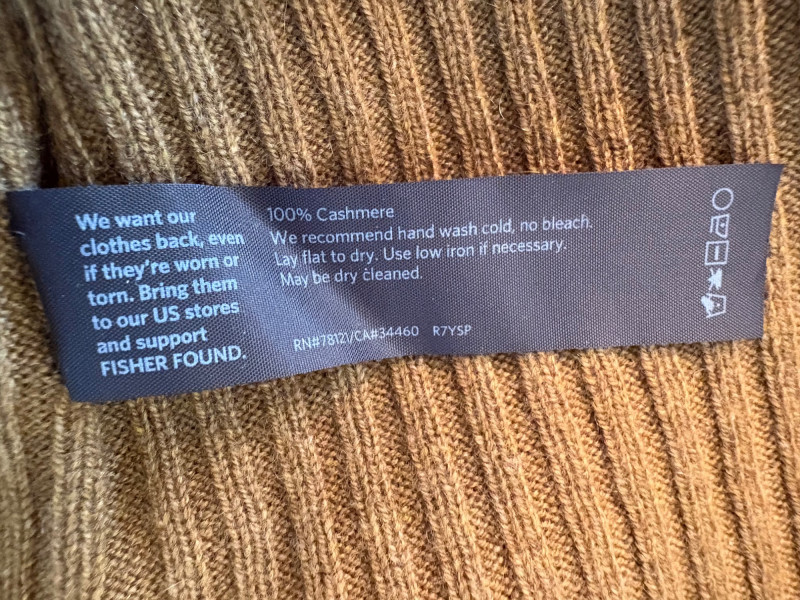 We want our
clothes back, even
if they're worn or
torn. Bring them
to our US stores
and support
FISHER FOUND.
100% Cashmere
We recommend hand wash cold, no bleach.
Lay flat to dry. Use low iron if necessary.
May be dry cleaned.
RN#78121/CA#34460 R7YSP